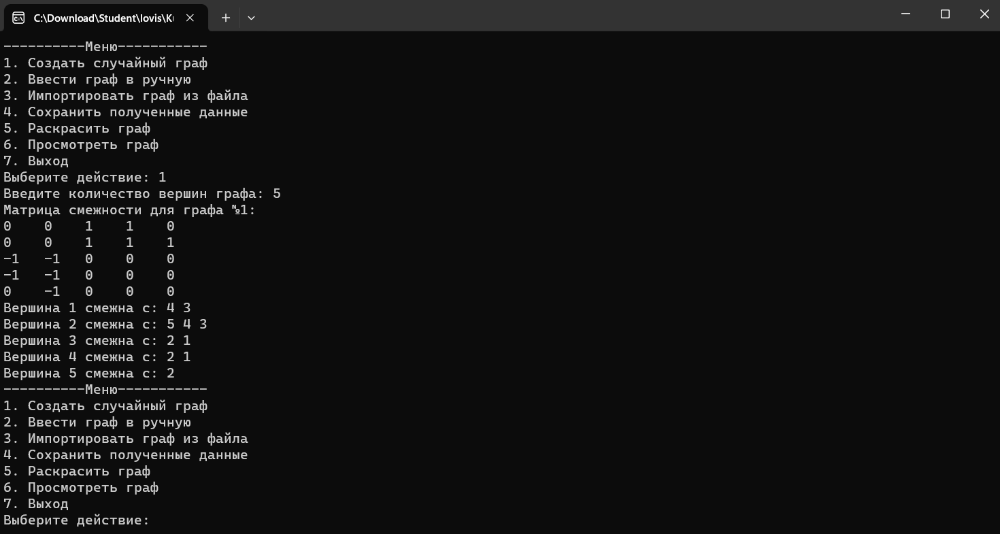 C:\Download\Student\lovis\Ku
----------Меню-----------
1. Создать случайный граф
2. Ввести граф в ручную
3. Импортировать граф из файла
4. Сохранить полученные данные
5. Раскрасить граф
6. Просмотреть граф
7. Выход
Выберите действие: 1
Введите количество вершин графа: 5
Матрица смежности для графа №1:
0    0    1    1    0
0    0    1    1    1
-1   -1   0    0    0
-1   -1   0    0    0
0    -1   0    0    0
Вершина 1 смежна с: 4 3
Вершина 2 смежна с: 5 4 3
Вершина 3 смежна с: 2 1
Вершина 4 смежна с: 2 1
Вершина 5 смежна с: 2
----------Меню-----------
1. Создать случайный граф
2. Ввести граф в ручную
3. Импортировать граф из файла
4. Сохранить полученные данные
5. Раскрасить граф
6. Просмотреть граф
7. Выход
Выберите действие: